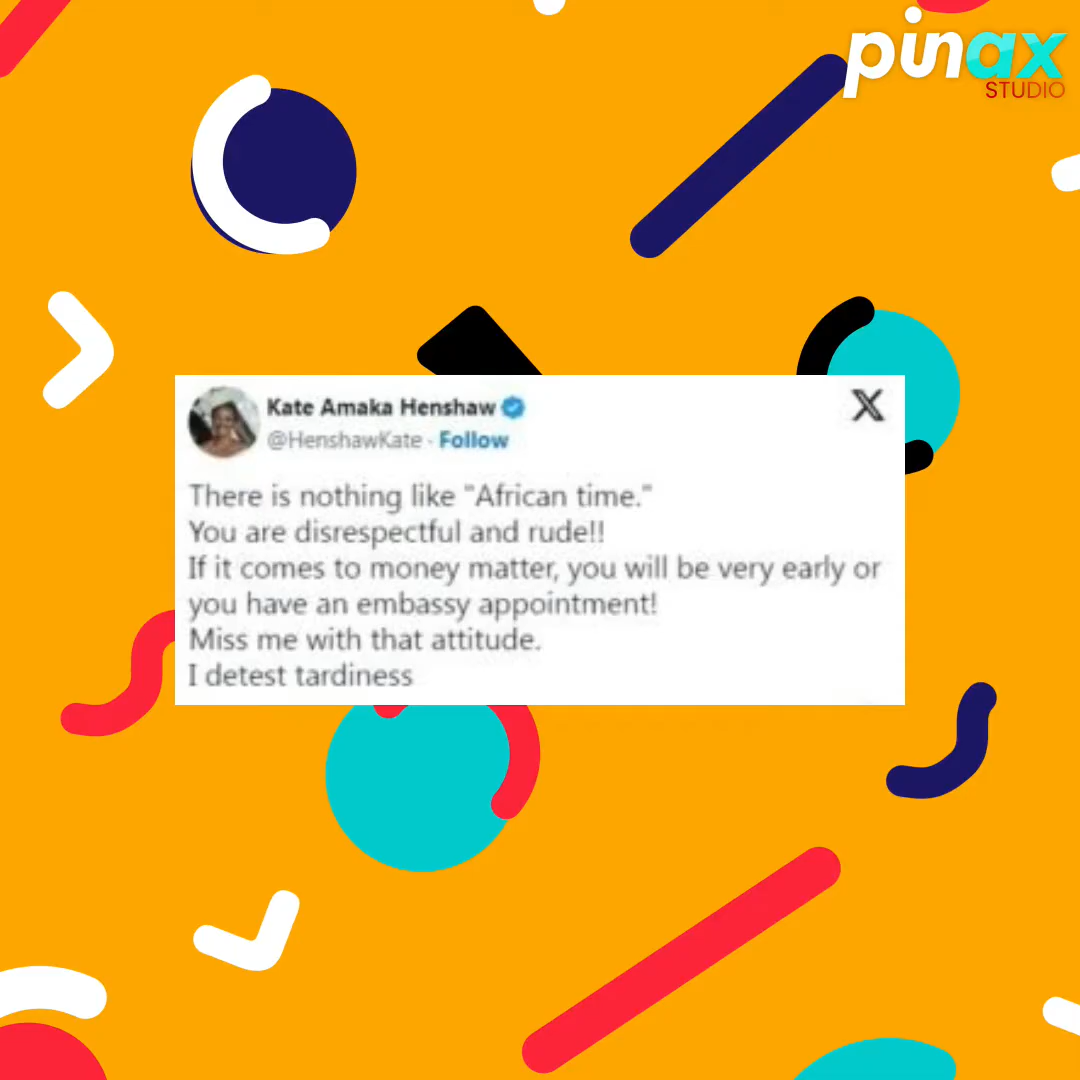 pinax
STUDIO
Kate Amaka Henshaw
@HenshawKate · Follow
There is nothing like "African time."
You are disrespectful and rude!!
If it comes to money matter, you will be very early or
you have an embassy appointment!
Miss me with that attitude.
I detest tardiness